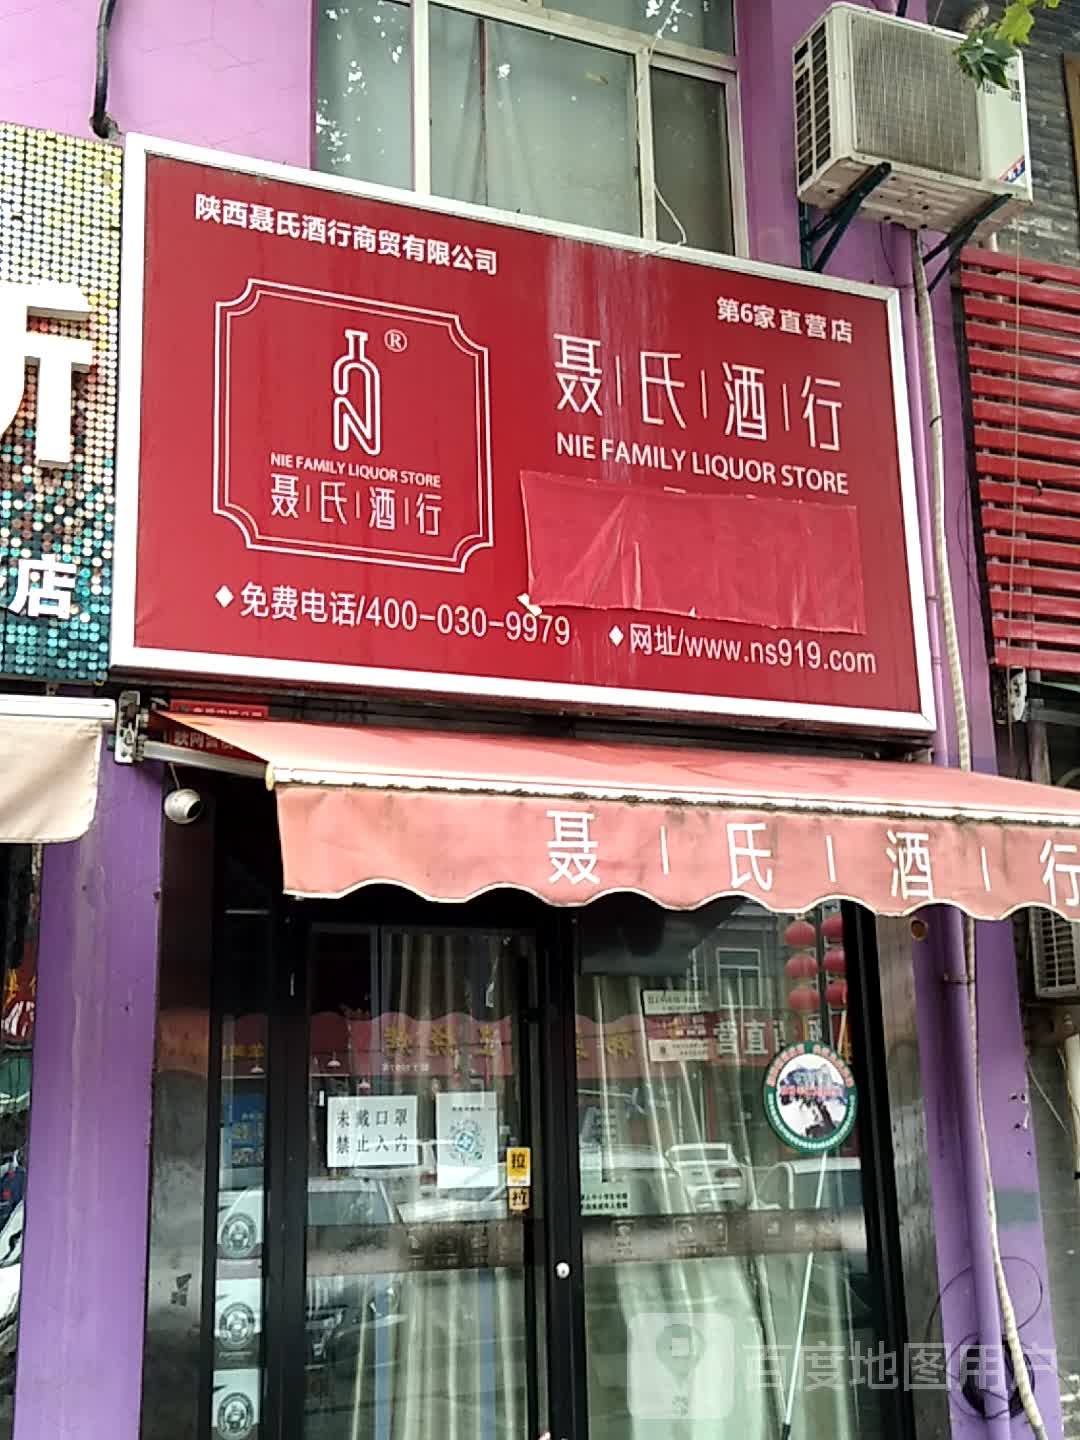 陕西聂氏酒行商贸有限公司
第6家直营店
®
聂氏酒行
NIE FAMILY LIQUOR STORE
NIE FAMILY LIQUOR STORE
聂氏酒行
免费电话/400-030-9979
网址/www.ns919.com
店
聂氏酒行
未戴口罩
禁止入内
拉
拉
直营
百度地图用户